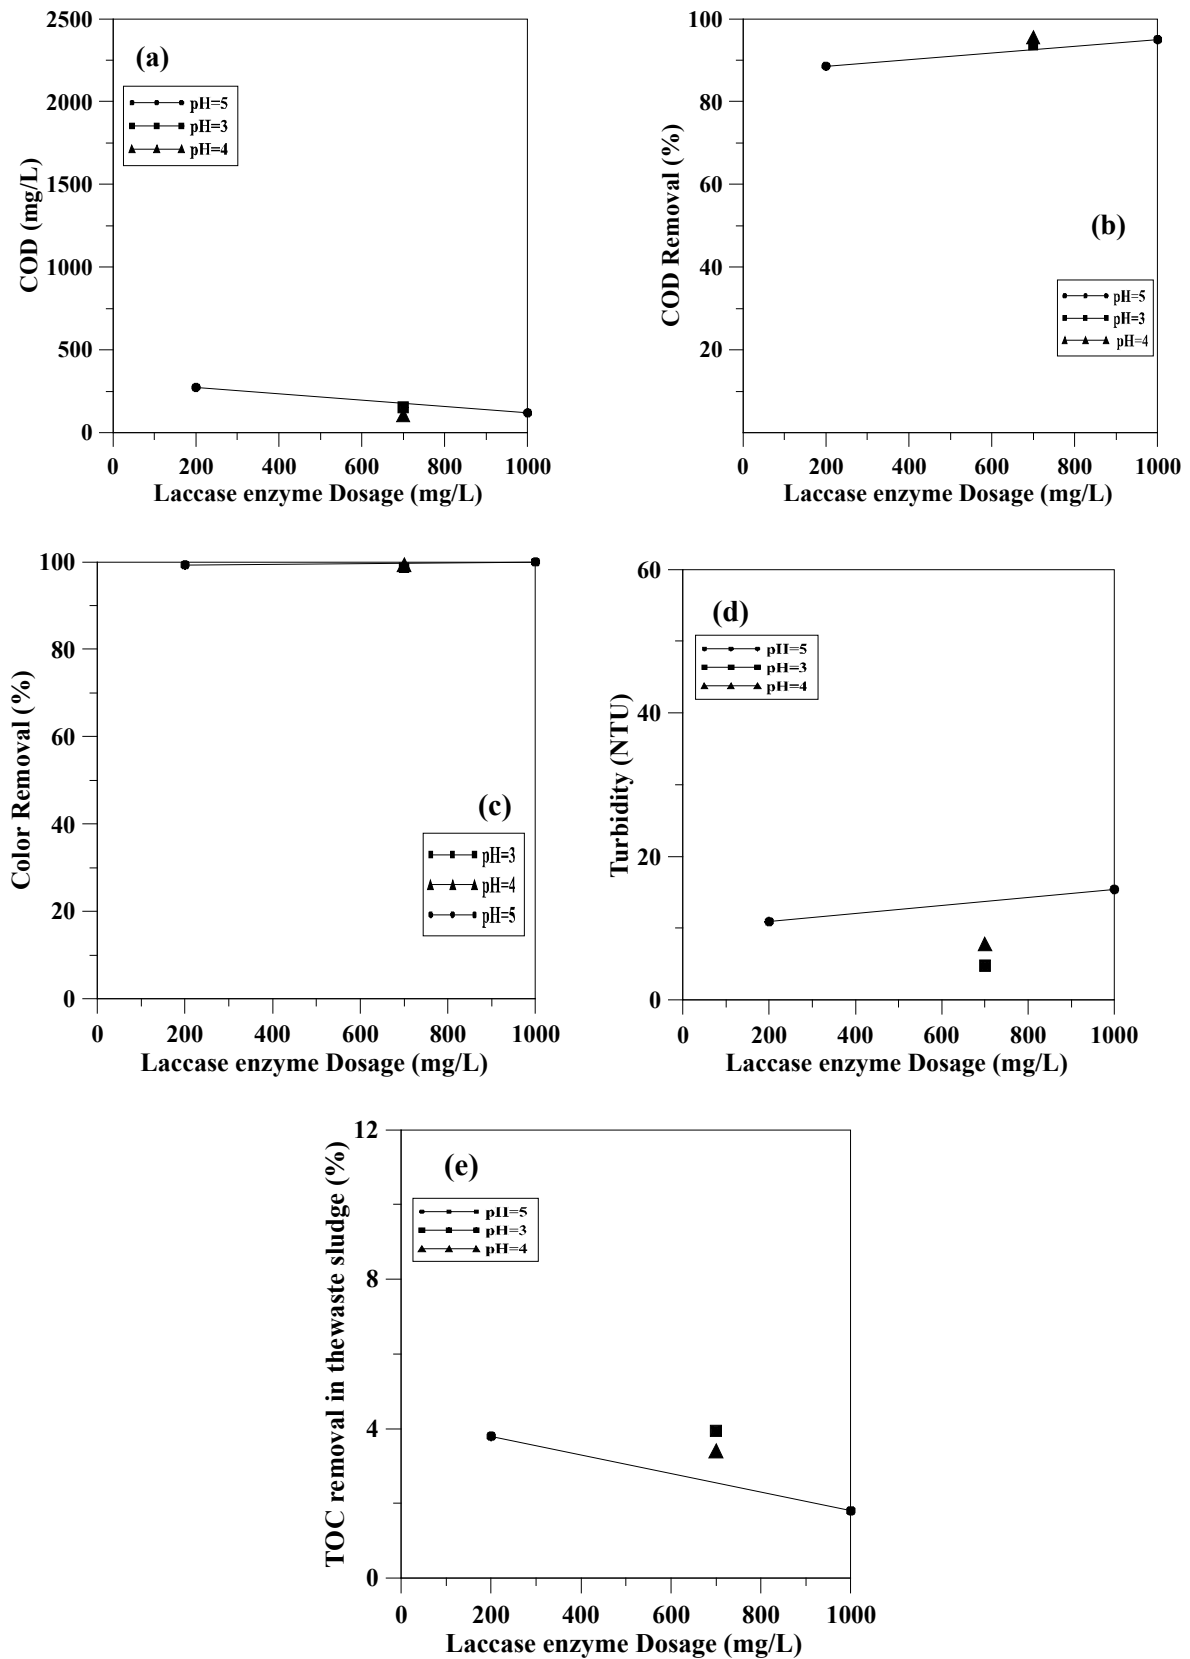 (a)
pH=5
pH=3
pH=4
COD (mg/L)
2500
2000
1500
1000
500
0
0 200 400 600 800 1000
Laccase enzyme Dosage (mg/L)
(b)
pH=5
pH=3
pH=4
COD Removal (%)
100
80
60
40
20
0 200 400 600 800 1000
Laccase enzyme Dosage (mg/L)
(c)
pH=3
pH=4
pH=5
Color Removal (%)
100
80
60
40
20
0
0 200 400 600 800 1000
Laccase enzyme Dosage (mg/L)
(d)
pH=5
pH=3
pH=4
Turbidity (NTU)
60
40
20
0
0 200 400 600 800 1000
Laccase enzyme Dosage (mg/L)
(e)
pH=5
pH=3
pH=4
TOC removal in thewaste sludge (%)
12
8
4
0
0 200 400 600 800 1000
Laccase enzyme Dosage (mg/L)